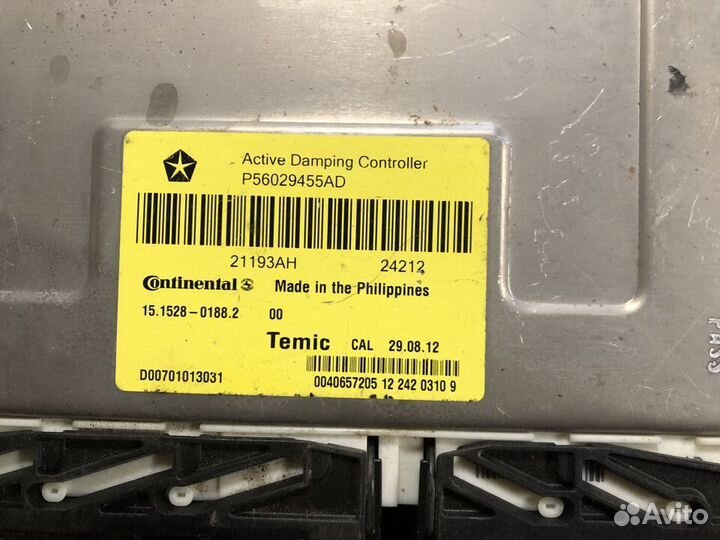 Active Damping Controller
P56029455AD
21193AH 24212
Continental Made in the Philippines
15.1528-0188.2 00
Temic CAL 29.08.12
D00701013031 0040657205 12 242 0310 9
PASS
Avito